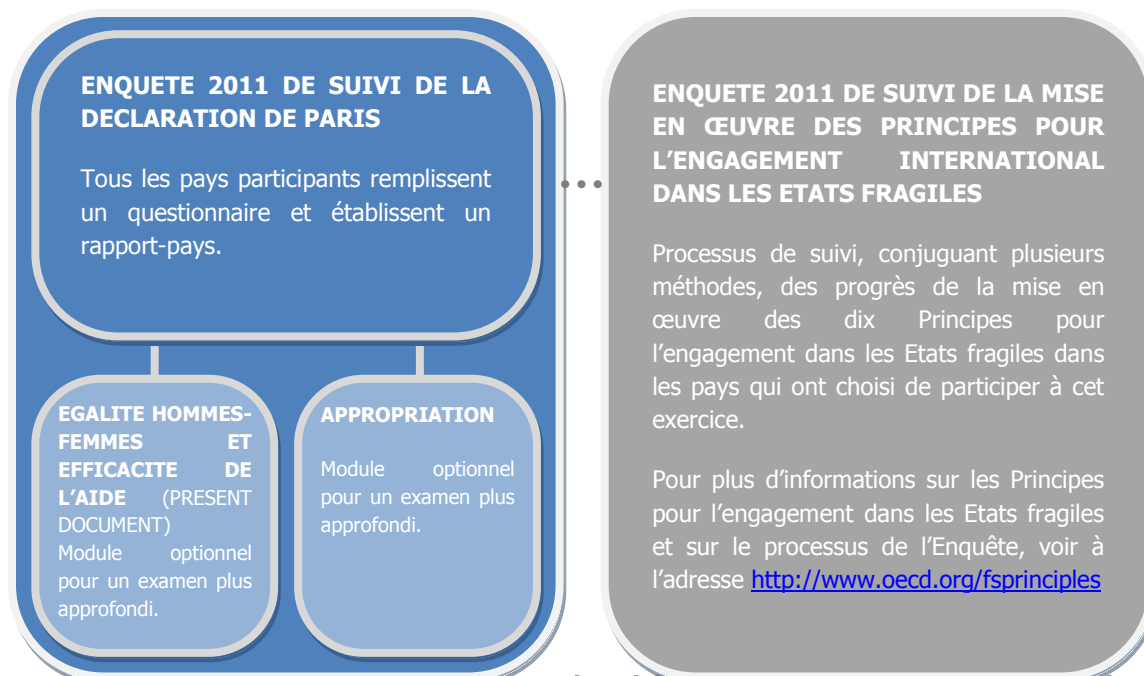 ENQUETE 2011 DE SUIVI DE LA
DECLARATION DE PARIS
Tous les pays participants remplissent
un questionnaire et établissent un
rapport-pays.
EGALITE HOMMES-
FEMMES ET
EFFICACITE DE
L’AIDE (PRESENT
DOCUMENT)
Module optionnel
pour un examen plus
approfondi.
APPROPRIATION
Module optionnel
pour un examen plus
approfondi.
ENQUETE 2011 DE SUIVI DE LA MISE
EN ŒUVRE DES PRINCIPES POUR
L’ENGAGEMENT INTERNATIONAL
DANS LES ETATS FRAGILES
Processus de suivi, conjuguant plusieurs
méthodes, des progrès de la mise en
œuvre des dix Principes pour
l’engagement dans les Etats fragiles dans
les pays qui ont choisi de participer à cet
exercice.
Pour plus d’informations sur les Principes
pour l’engagement dans les Etats fragiles
et sur le processus de l’Enquête, voir à
l’adresse http://www.oecd.org/fsprinciples